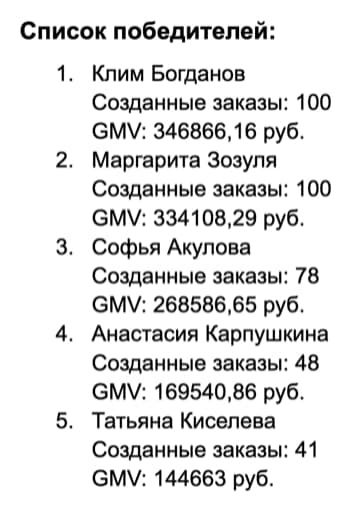 Список победителей:
1. Клим Богданов
Созданные заказы: 100
GMV: 346866,16 руб.
2. Маргарита Зозуля
Созданные заказы: 100
GMV: 334108,29 руб.
3. Софья Акулова
Созданные заказы: 78
GMV: 268586,65 руб.
4. Анастасия Карпушкина
Созданные заказы: 48
GMV: 169540,86 руб.
5. Татьяна Киселева
Созданные заказы: 41
GMV: 144663 руб.